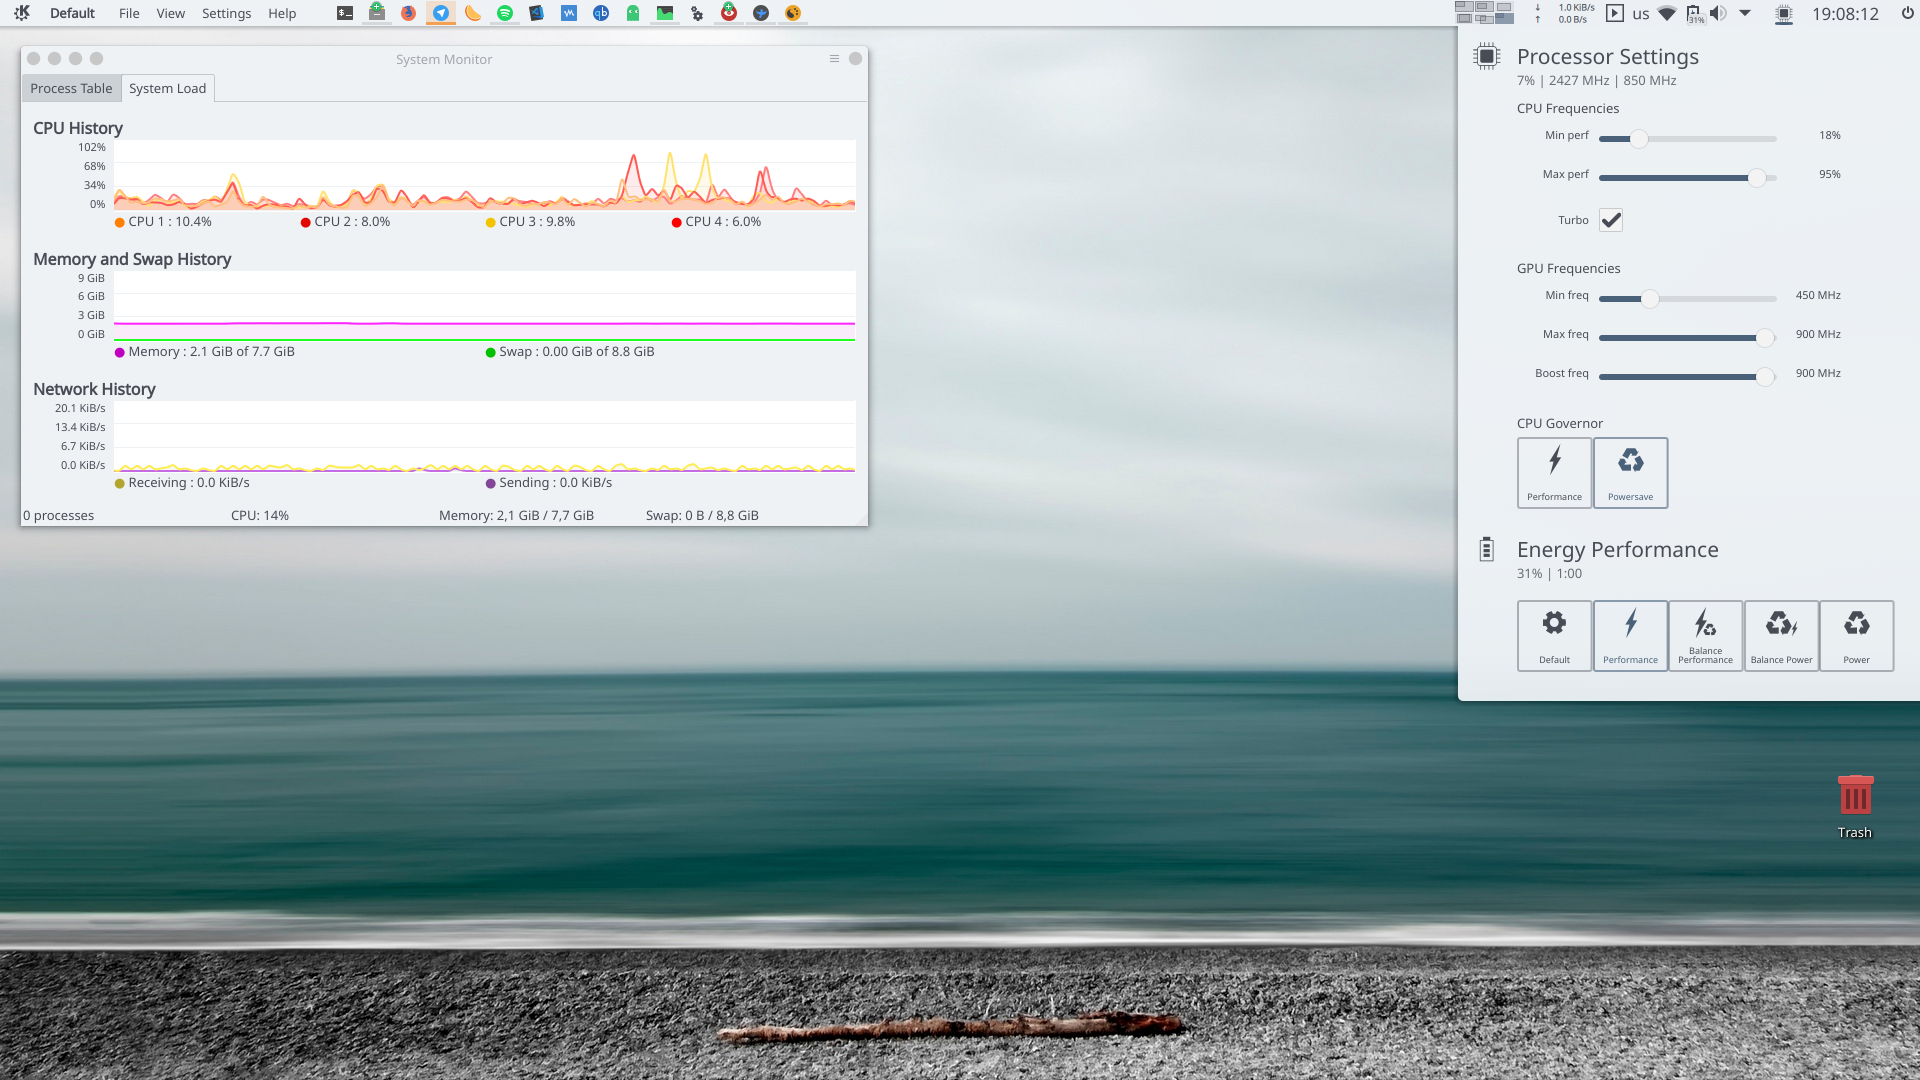 Default File View Settings Help
1.0 KiB/s
0.0 B/s
us
31%
19:08:12
System Monitor
Process Table System Load
CPU History
102%
68%
34%
0%
CPU 1 : 10.4% CPU 2 : 8.0% CPU 3 : 9.8% CPU 4 : 6.0%
Memory and Swap History
9 GiB
6 GiB
3 GiB
0 GiB
Memory : 2.1 GiB of 7.7 GiB Swap : 0.00 GiB of 8.8 GiB
Network History
20.1 KiB/s
13.4 KiB/s
6.7 KiB/s
0.0 KiB/s
Receiving : 0.0 KiB/s Sending : 0.0 KiB/s
0 processes CPU: 14% Memory: 2,1 GiB / 7,7 GiB Swap: 0 B / 8,8 GiB
Processor Settings
7% | 2427 MHz | 850 MHz
CPU Frequencies
Min perf 18%
Max perf 95%
Turbo
GPU Frequencies
Min freq 450 MHz
Max freq 900 MHz
Boost freq 900 MHz
CPU Governor
Performance Powersave
Energy Performance
31% | 1:00
Default Performance Balance Performance Balance Power Power
Trash